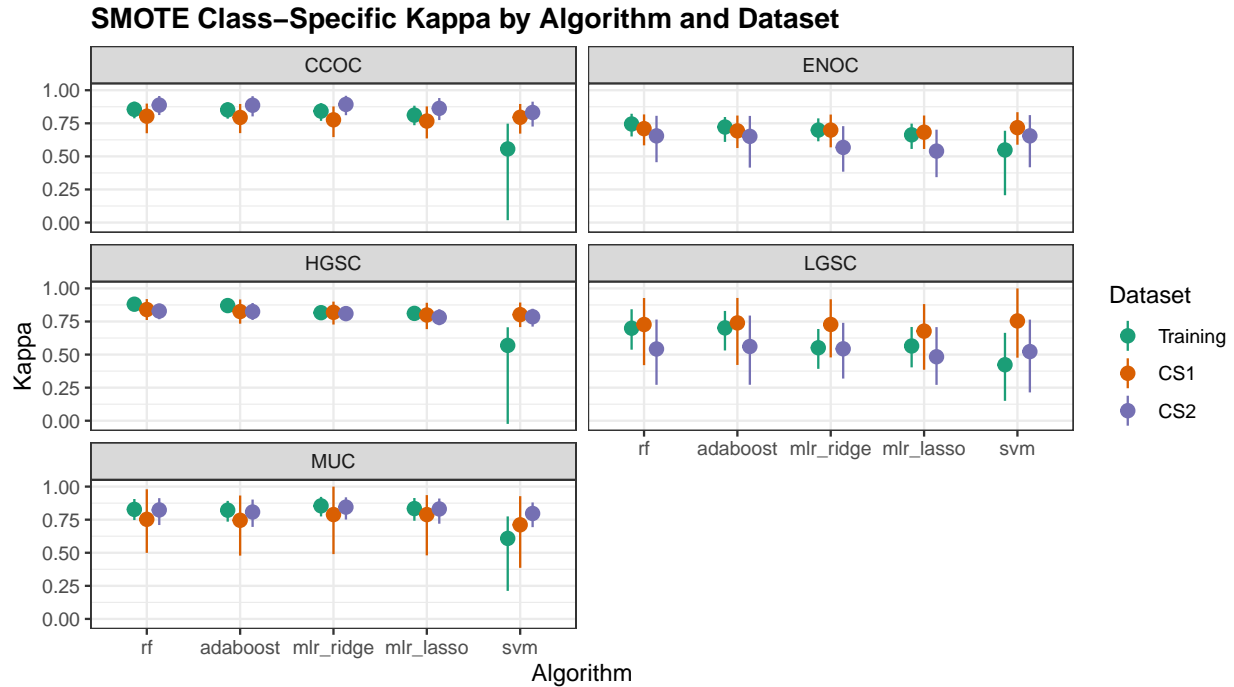 SMOTE Class−Specific Kappa by Algorithm and Dataset
CCOC
ENOC
1.00
0.75
0.50
0.25
0.00
HGSC
LGSC
1.00
0.75
0.50
0.25
0.00
rf adaboost mlr_ridge mlr_lasso svm
MUC
1.00
0.75
0.50
0.25
0.00
rf adaboost mlr_ridge mlr_lasso svm
Algorithm
Kappa
Dataset
Training
CS1
CS2